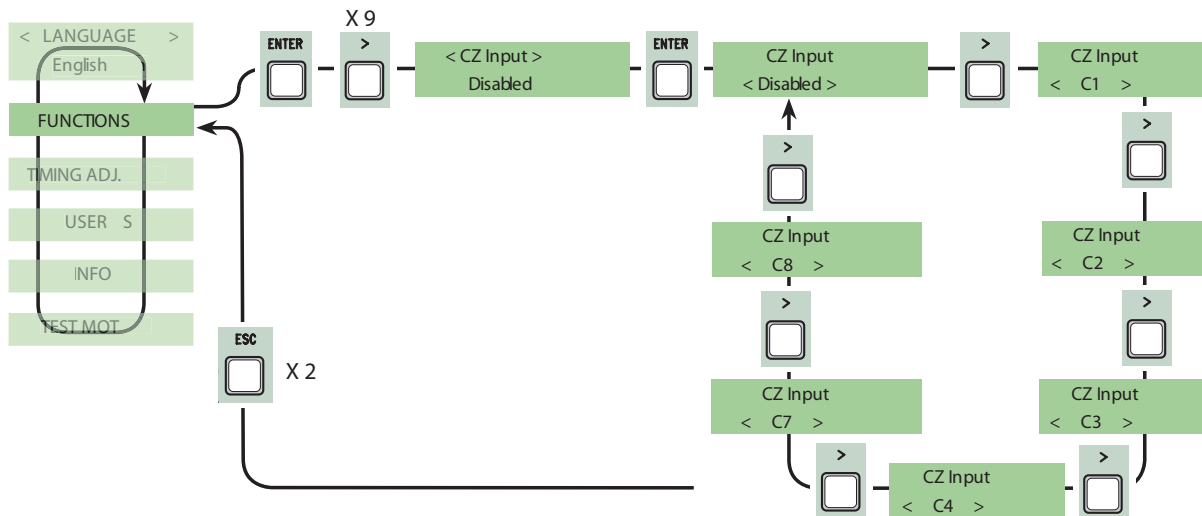 < LANGUAGE >
English
FUNCTIONS
TIMING ADJ.
USER S
INFO
TEST MOT
ENTER
X 9
>
< CZ Input >
Disabled
ENTER
CZ Input
< Disabled >
>
CZ Input
< C1 >
>
CZ Input
< C2 >
>
CZ Input
< C3 >
>
CZ Input
< C4 >
>
CZ Input
< C7 >
>
CZ Input
< C8 >
>
ESC
X 2